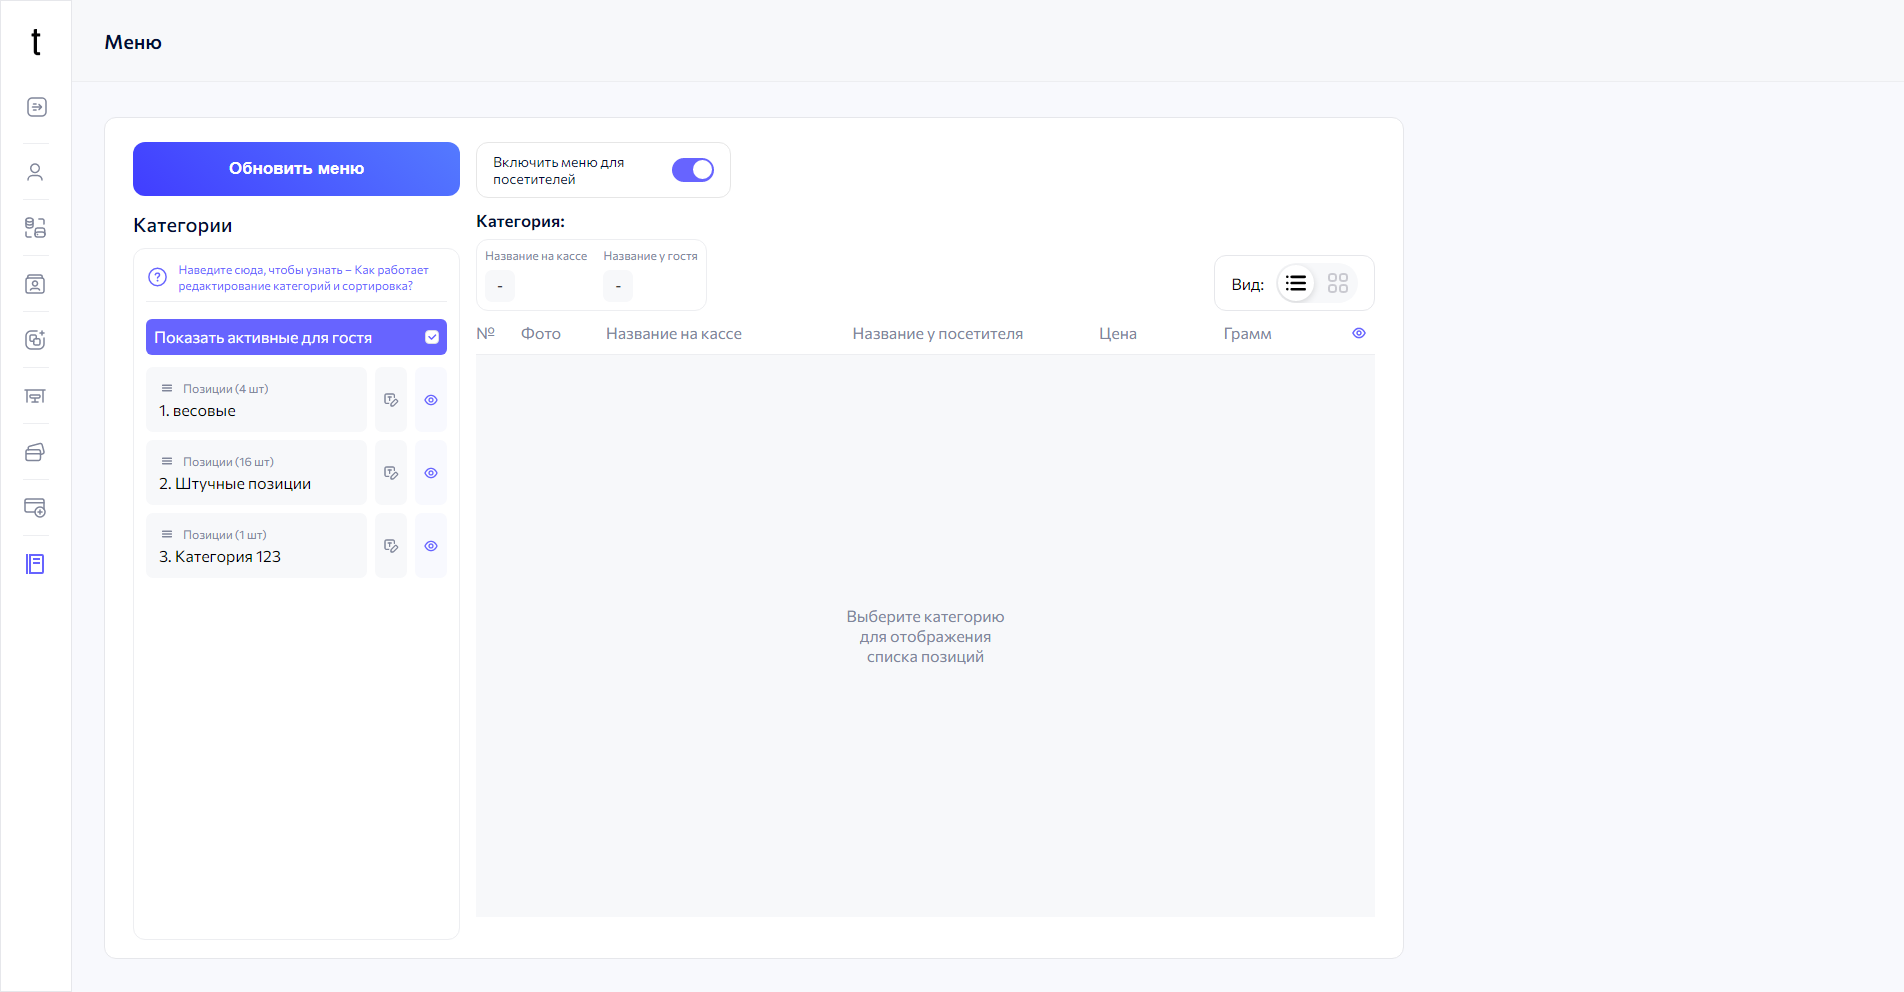 t
Меню
Обновить меню
Включить меню для
посетителей
Категории
Наведите сюда, чтобы узнать – Как работает
редактирование категорий и сортировка?
Показать активные для гостя
Позиции (4 шт)
1. весовые
Позиции (16 шт)
2. Штучные позиции
Позиции (1 шт)
3. Категория 123
Категория:
Название на кассе Название у гостя
- -
Вид:
№ Фото Название на кассе Название у посетителя Цена Грамм
Выберите категорию
для отображения
списка позиций